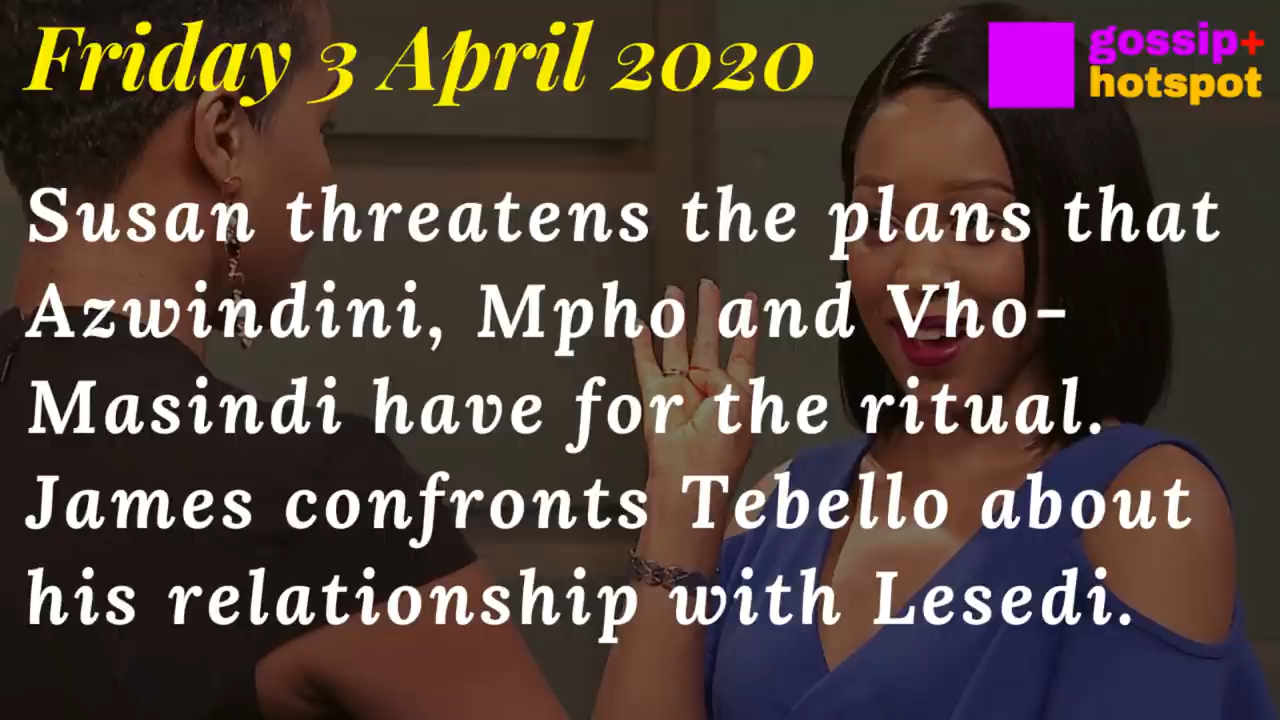 Friday 3 April 2020
gossip+
hotspot
Susan threatens the plans that
Azwindini, Mpho and Vho-
Masindi have for the ritual.
James confronts Tebello about
his relationship with Lesedi.